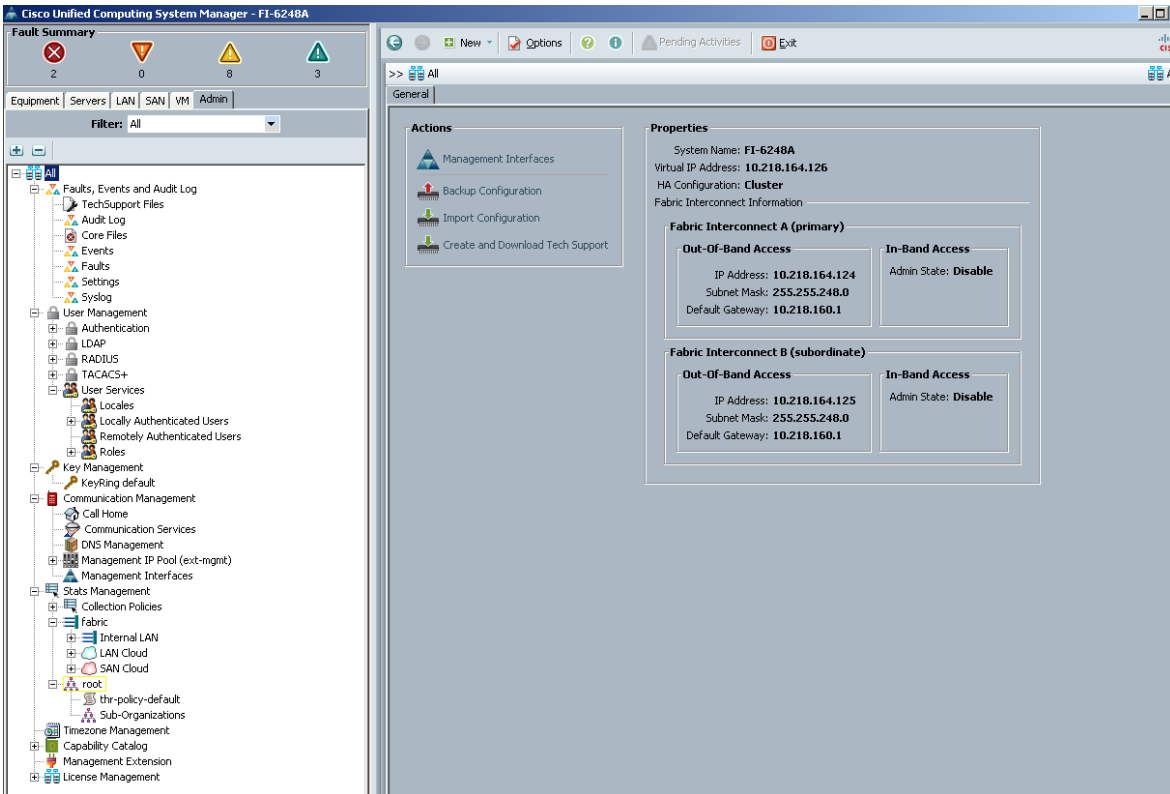 Cisco Unified Computing System Manager - FI-6248A
Fault Summary
2 0 8 3
Equipment Servers LAN SAN VM Admin
Filter: All
All
Faults, Events and Audit Log
TechSupport Files
Audit Log
Core Files
Events
Faults
Settings
Syslog
User Management
Authentication
LDAP
RADIUS
TACACS+
User Services
Locales
Locally Authenticated Users
Remotely Authenticated Users
Roles
Key Management
KeyRing default
Communication Management
Call Home
Communication Services
DNS Management
Management IP Pool (ext-mgmt)
Management Interfaces
Stats Management
Collection Policies
fabric
Internal LAN
LAN Cloud
SAN Cloud
root
thr-policy-default
Sub-Organizations
Timezone Management
Capability Catalog
Management Extension
License Management
New Options Pending Activities Exit
>> All
General
Actions
Management Interfaces
Backup Configuration
Import Configuration
Create and Download Tech Support
Properties
System Name: FI-6248A
Virtual IP Address: 10.218.164.126
HA Configuration: Cluster
Fabric Interconnect Information
Fabric Interconnect A (primary)
Out-Of-Band Access
IP Address: 10.218.164.124
Subnet Mask: 255.255.248.0
Default Gateway: 10.218.160.1
In-Band Access
Admin State: Disable
Fabric Interconnect B (subordinate)
Out-Of-Band Access
IP Address: 10.218.164.125
Subnet Mask: 255.255.248.0
Default Gateway: 10.218.160.1
In-Band Access
Admin State: Disable